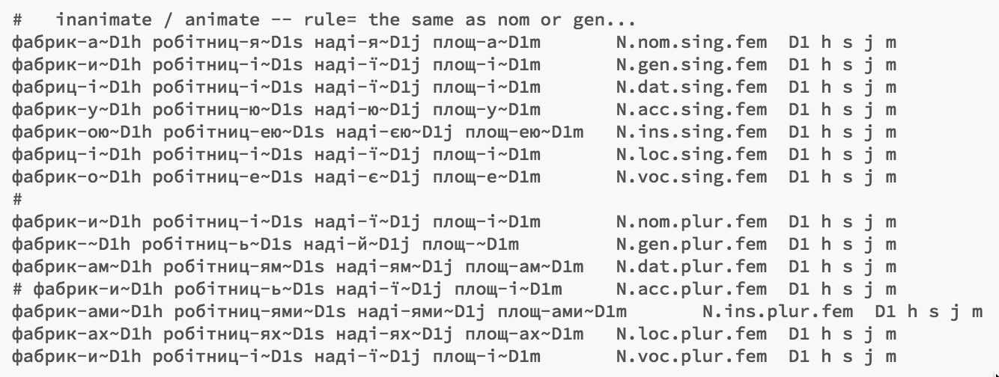 #   inanimate / animate -- rule= the same as nom or gen...
фабрик-а~D1h робітниц-я~D1s наді-я~D1j площ-а~D1m       N.nom.sing.fem  D1 h s j m
фабрик-и~D1h робітниц-і~D1s наді-ї~D1j площ-і~D1m       N.gen.sing.fem  D1 h s j m
фабриц-і~D1h робітниц-і~D1s наді-ї~D1j площ-і~D1m       N.dat.sing.fem  D1 h s j m
фабрик-у~D1h робітниц-ю~D1s наді-ю~D1j площ-у~D1m       N.acc.sing.fem  D1 h s j m
фабрик-ою~D1h робітниц-ею~D1s наді-єю~D1j площ-ею~D1m   N.ins.sing.fem  D1 h s j m
фабриц-і~D1h робітниц-і~D1s наді-ї~D1j площ-і~D1m       N.loc.sing.fem  D1 h s j m
фабрик-о~D1h робітниц-е~D1s наді-є~D1j площ-е~D1m       N.voc.sing.fem  D1 h s j m
#
фабрик-и~D1h робітниц-і~D1s наді-ї~D1j площ-і~D1m       N.nom.plur.fem  D1 h s j m
фабрик-~D1h робітниц-ь~D1s наді-й~D1j площ-~D1m         N.gen.plur.fem  D1 h s j m
фабрик-ам~D1h робітниц-ям~D1s наді-ям~D1j площ-ам~D1m   N.dat.plur.fem  D1 h s j m
# фабрик-и~D1h робітниц-ь~D1s наді-ї~D1j площ-і~D1m     N.acc.plur.fem  D1 h s j m
фабрик-ами~D1h робітниц-ями~D1s наді-ями~D1j площ-ами~D1m       N.ins.plur.fem  D1 h s j m
фабрик-ах~D1h робітниц-ях~D1s наді-ях~D1j площ-ах~D1m   N.loc.plur.fem  D1 h s j m
фабрик-и~D1h робітниц-і~D1s наді-ї~D1j площ-і~D1m       N.voc.plur.fem  D1 h s j m